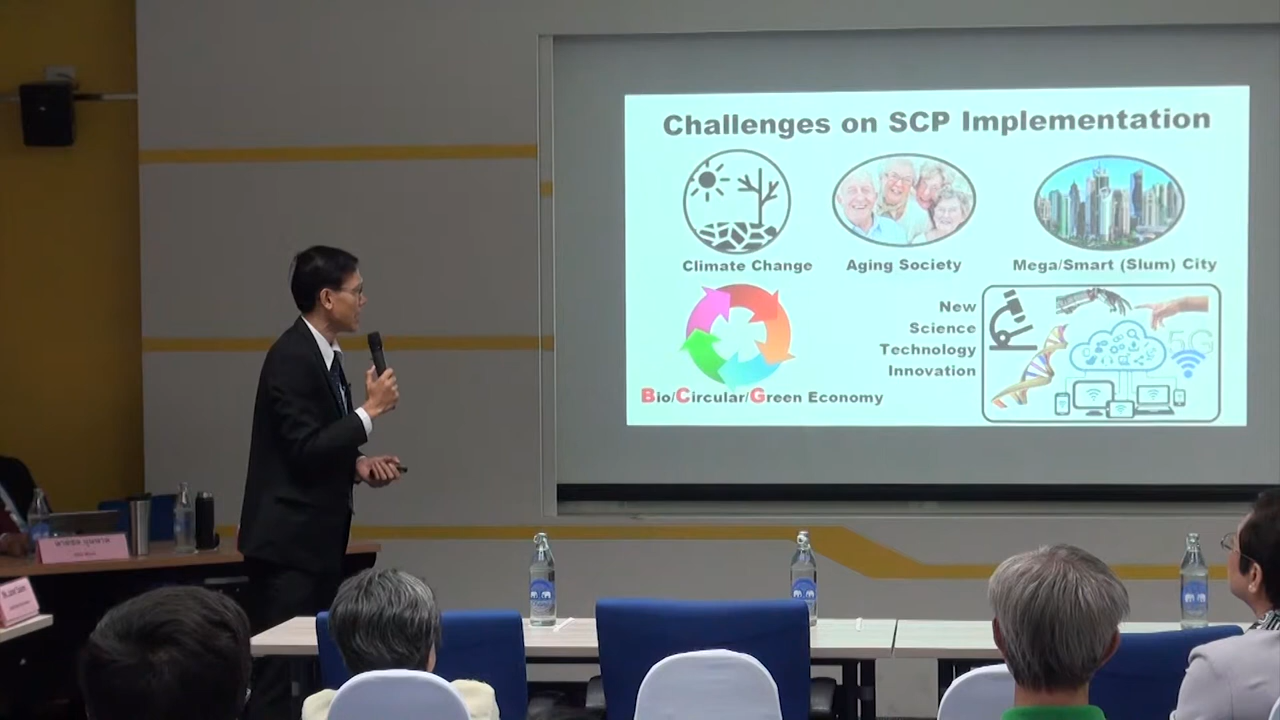 Challenges on SCP Implementation
Climate Change
Aging Society
Mega/Smart (Slum) City
Bio/Circular/Green Economy
New
Science
Technology
Innovation
5G